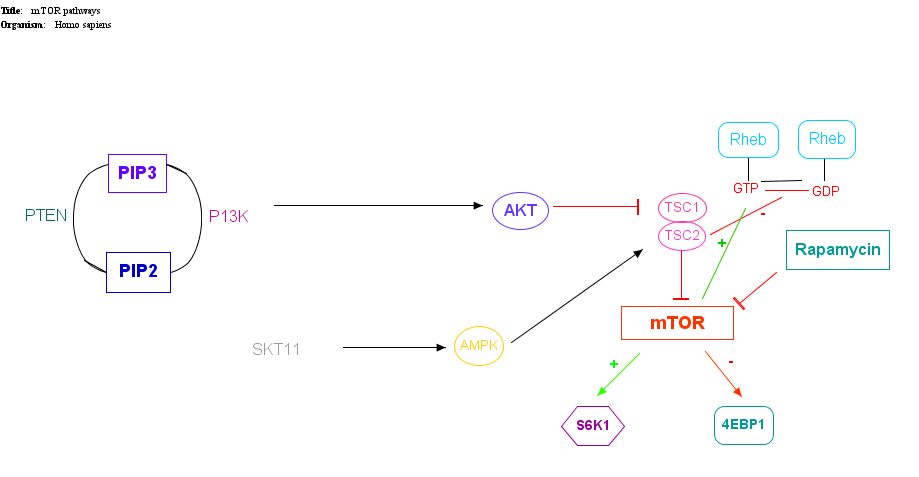 Title: mTOR pathways
Organism: Homo sapiens
Rheb
Rheb
PIP3
GTP
GDP
PTEN
P13K
AKT
TSC1
-
TSC2
+
Rapamycin
PIP2
mTOR
SKT11
AMPK
+
-
S6K1
4EBP1